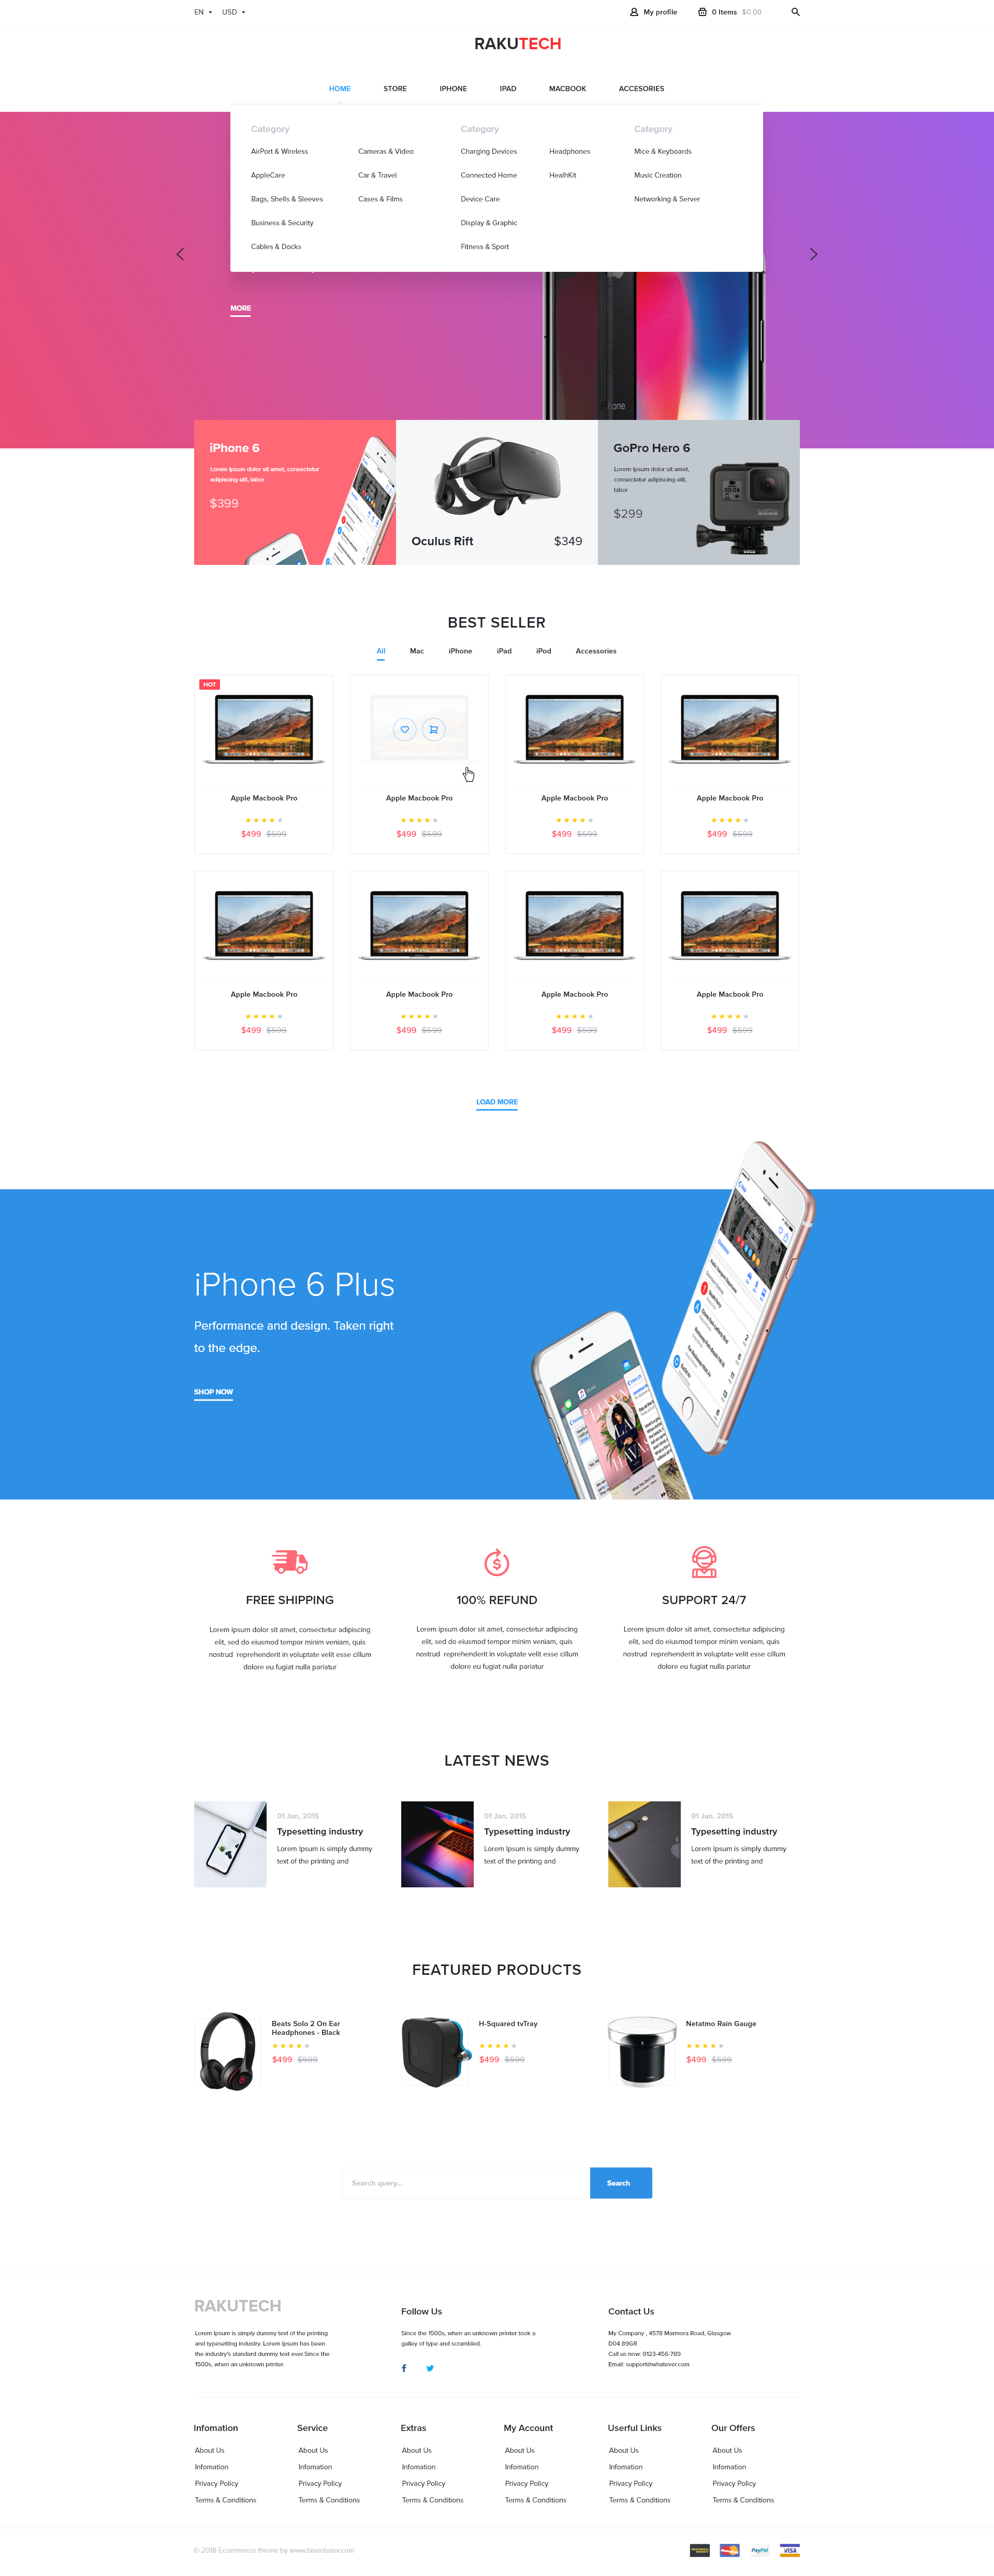 EN USD My profile 0 Items $0.00
RAKUTECH
HOME STORE IPHONE IPAD MACBOOK ACCESORIES
Category Category Category
AirPort & Wireless Cameras & Video Charging Devices Headphones Mice & Keyboards
AppleCare Car & Travel Connected Home HealhKit Music Creation
Bags, Shells & Sleeves Cases & Films Device Care Networking & Server
Business & Security Display & Graphic
Cables & Docks Fitness & Sport
MORE
iPhone
iPhone 6
Lorem ipsum dolor sit amet, consectetur
adipiscing elit, labor
$399
Oculus Rift $349
GoPro Hero 6
Lorem ipsum dolor sit amet,
consectetur adipiscing elit,
labor
$299
BEST SELLER
All Mac iPhone iPad iPod Accessories
HOT
Apple Macbook Pro Apple Macbook Pro Apple Macbook Pro Apple Macbook Pro
$499 $599 $499 $599 $499 $599 $499 $599
Apple Macbook Pro Apple Macbook Pro Apple Macbook Pro Apple Macbook Pro
$499 $599 $499 $599 $499 $599 $499 $599
LOAD MORE
iPhone 6 Plus
Performance and design. Taken right
to the edge.
SHOP NOW
FREE SHIPPING
Lorem ipsum dolor sit amet, consectetur adipiscing
elit, sed do eiusmod tempor minim veniam, quis
nostrud reprehenderit in voluptate velit esse cillum
dolore eu fugiat nulla pariatur
100% REFUND
Lorem ipsum dolor sit amet, consectetur adipiscing
elit, sed do eiusmod tempor minim veniam, quis
nostrud reprehenderit in voluptate velit esse cillum
dolore eu fugiat nulla pariatur
SUPPORT 24/7
Lorem ipsum dolor sit amet, consectetur adipiscing
elit, sed do eiusmod tempor minim veniam, quis
nostrud reprehenderit in voluptate velit esse cillum
dolore eu fugiat nulla pariatur
LATEST NEWS
01 Jan, 2015
Typesetting industry
Lorem Ipsum is simply dummy
text of the printing and
01 Jan, 2015
Typesetting industry
Lorem Ipsum is simply dummy
text of the printing and
01 Jan, 2015
Typesetting industry
Lorem Ipsum is simply dummy
text of the printing and
FEATURED PRODUCTS
Beats Solo 2 On Ear
Headphones - Black
$499 $599
H-Squared tvTray
$499 $599
Netatmo Rain Gauge
$499 $599
Search query... Search
RAKUTECH
Lorem Ipsum is simply dummy text of the printing
and typesetting industry. Lorem Ipsum has been
the industry's standard dummy text ever.Since the
1500s, when an unknown printer.
Follow Us
Since the 1500s, when an unknown printer took a
galley of type and scrambled.
Contact Us
My Company , 4578 Marmora Road, Glasgow
D04 89GR
Call us now: 0123-456-789
Email: support@whatever.com
Infomation Service Extras My Account Userful Links Our Offers
About Us About Us About Us About Us About Us About Us
Infomation Infomation Infomation Infomation Infomation Infomation
Privacy Policy Privacy Policy Privacy Policy Privacy Policy Privacy Policy Privacy Policy
Terms & Conditions Terms & Conditions Terms & Conditions Terms & Conditions Terms & Conditions Terms & Conditions
© 2018 Ecommerce theme by www.bisenbaev.com
PayPal VISA